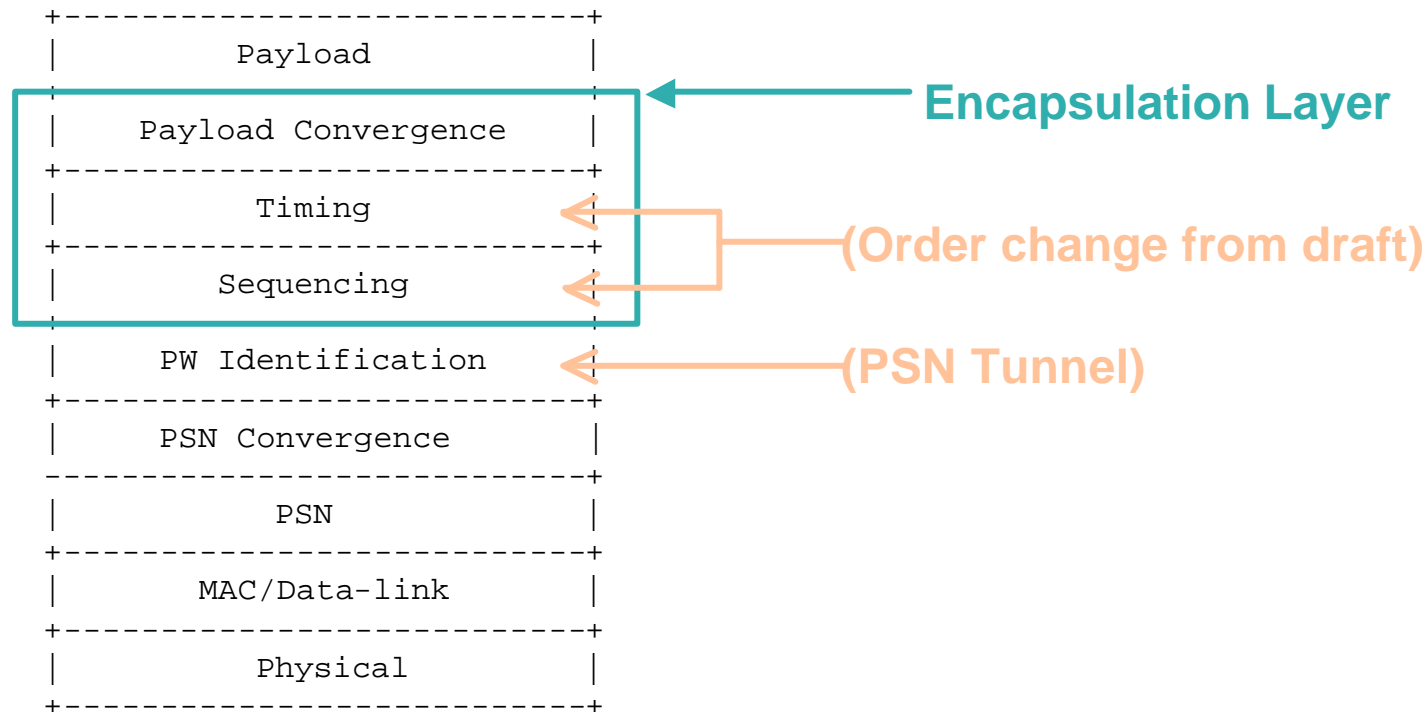 Payload
Encapsulation Layer
Payload Convergence
Timing
(Order change from draft)
Sequencing
PW Identification
(PSN Tunnel)
PSN Convergence
PSN
MAC/Data-link
Physical